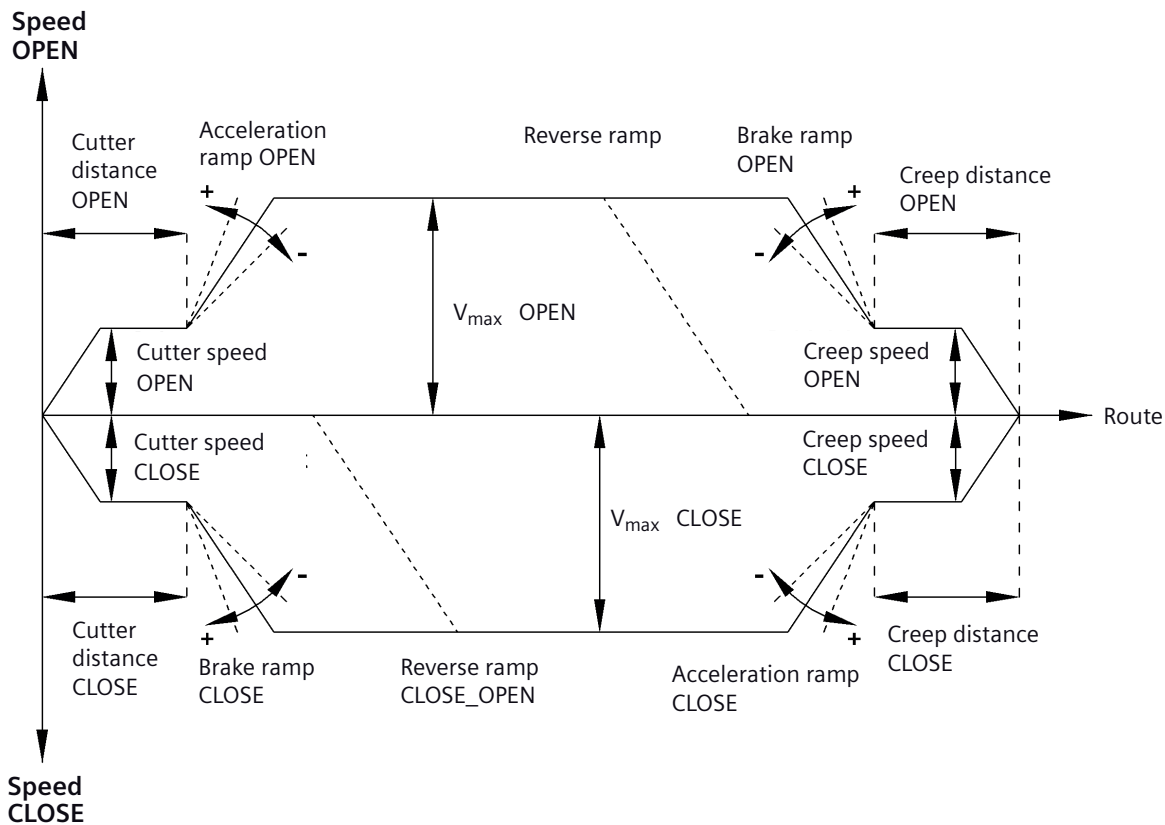 Speed
OPEN
Cutter
distance
OPEN
Acceleration
ramp OPEN
Reverse ramp
Brake ramp
OPEN
Creep distance
OPEN
+
-
-
+
Vmax OPEN
Cutter speed
OPEN
Creep speed
OPEN
Route
Cutter speed
CLOSE
Creep speed
CLOSE
Vmax CLOSE
-
+
-
+
Cutter
distance
CLOSE
Brake ramp
CLOSE
Reverse ramp
CLOSE_OPEN
Acceleration ramp
CLOSE
Creep distance
CLOSE
Speed
CLOSE